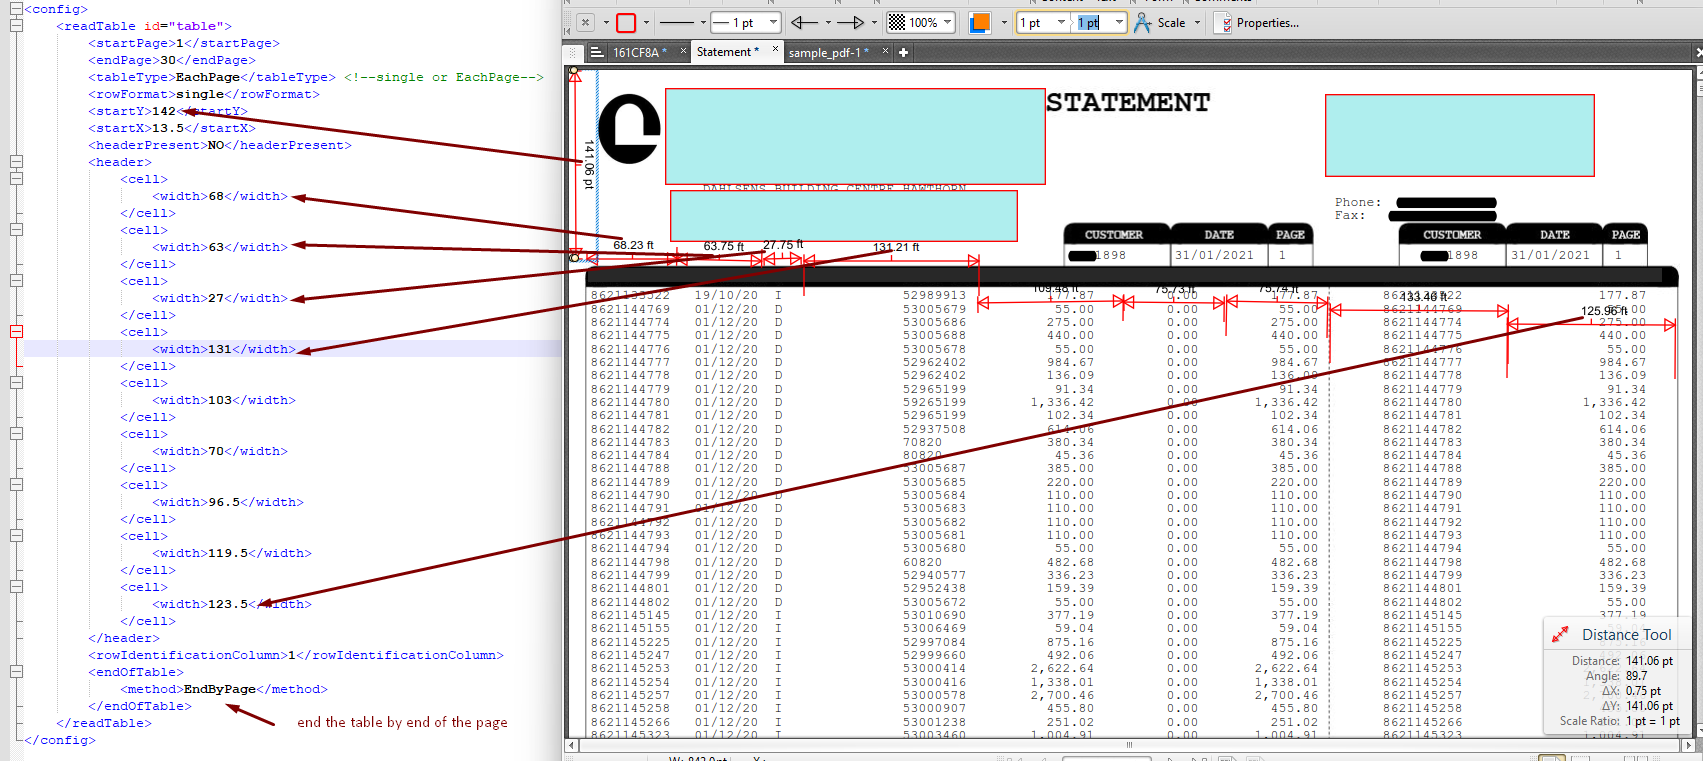 <config>
<readTable id="table">
<startPage>1</startPage>
<endPage>30</endPage>
<tableType>EachPage</tableType> <!--single or EachPage-->
<rowFormat>single</rowFormat>
<startY>142</startY>
<startX>13.5</startX>
<headerPresent>NO</headerPresent>
<header>
<cell>
<width>68</width>
</cell>
<cell>
<width>63</width>
</cell>
<cell>
<width>27</width>
</cell>
<cell>
<width>131</width>
</cell>
<cell>
<width>103</width>
</cell>
<cell>
<width>70</width>
</cell>
<cell>
<width>96.5</width>
</cell>
<cell>
<width>119.5</width>
</cell>
<cell>
<width>123.5</width>
</cell>
</header>
<rowIdentificationColumn>1</rowIdentificationColumn>
<endOfTable>
<method>EndByPage</method>
</endOfTable>
end the table by end of the page
</readTable>
</config>
1 pt 100% 1 pt 1 pt Scale Properties...
161CF8A * Statement * sample_pdf-1 *
STATEMENT
141.06 pt
DAHLSENS BUILDING CENTRE HAWTHORN
Phone:
Fax:
CUSTOMER DATE PAGE CUSTOMER DATE PAGE
1898 31/01/2021 1 1898 31/01/2021 1
68.23 ft 63.75 ft 27.75 ft 131.21 ft
109.48 ft 75.73 ft 75.74 ft 133.46 ft 125.96 ft
8621133522 19/10/20 I 52989913 177.87 0.00 177.87 177.87
8621144769 01/12/20 D 53005679 55.00 0.00 55.00 8621144769
8621144774 01/12/20 D 53005686 275.00 0.00 275.00 8621144774 275.00
8621144775 01/12/20 D 53005688 440.00 0.00 440.00 8621144775 440.00
8621144776 01/12/20 D 53005678 55.00 0.00 55.00 8621144776 55.00
8621144777 01/12/20 D 52962402 984.67 0.00 984.67 8621144777 984.67
8621144778 01/12/20 D 52962402 136.09 0.00 136.09 8621144778 136.09
8621144779 01/12/20 D 52965199 91.34 0.00 91.34 8621144779 91.34
8621144780 01/12/20 D 59265199 1,336.42 0.00 1,336.42 8621144780 1,336.42
8621144781 01/12/20 D 52965199 102.34 0.00 102.34 8621144781 102.34
8621144782 01/12/20 D 52937508 614.06 0.00 614.06 8621144782 614.06
8621144783 01/12/20 D 70820 380.34 0.00 380.34 8621144783 380.34
8621144784 01/12/20 D 80820 45.36 0.00 45.36 8621144784 45.36
8621144788 01/12/20 D 53005687 385.00 0.00 385.00 8621144788 385.00
8621144789 01/12/20 D 53005685 220.00 0.00 220.00 8621144789 220.00
8621144790 01/12/20 D 53005684 110.00 0.00 110.00 8621144790 110.00
8621144791 01/12/20 D 53005683 110.00 0.00 110.00 8621144791 110.00
8621144792 01/12/20 D 53005682 110.00 0.00 110.00 8621144792 110.00
8621144793 01/12/20 D 53005681 110.00 0.00 110.00 8621144793 110.00
8621144794 01/12/20 D 53005680 55.00 0.00 55.00 8621144794 55.00
8621144798 01/12/20 D 60820 482.68 0.00 482.68 8621144798 482.68
8621144799 01/12/20 D 52940577 336.23 0.00 336.23 8621144799 336.23
8621144801 01/12/20 D 52952438 159.39 0.00 159.39 8621144801 159.39
8621144802 01/12/20 D 53005672 55.00 0.00 55.00 8621144802 55.00
8621145145 01/12/20 I 53010690 377.19 0.00 377.19 8621145145 377.19
8621145155 01/12/20 I 53006469 59.04 0.00 59.04 8621145155
8621145225 01/12/20 I 52997084 875.16 0.00 875.16 8621145225
8621145247 01/12/20 I 52999660 492.06 0.00 492.06 8621145247
8621145253 01/12/20 I 53000414 2,622.64 0.00 2,622.64 8621145253
8621145254 01/12/20 I 53000416 1,338.01 0.00 1,338.01 8621145254
8621145257 01/12/20 I 53000578 2,700.46 0.00 2,700.46 8621145257
8621145258 01/12/20 I 53000907 455.80 0.00 455.80 8621145258
8621145266 01/12/20 I 53001238 251.02 0.00 251.02 8621145266
8621145323 01/12/20 I 53003460 1,004.91 0.00 1,004.91 8621145323
Distance Tool
Distance: 141.06 pt
Angle: 89.7
ΔX: 0.75 pt
ΔY: 141.06 pt
Scale Ratio: 1 pt = 1 pt